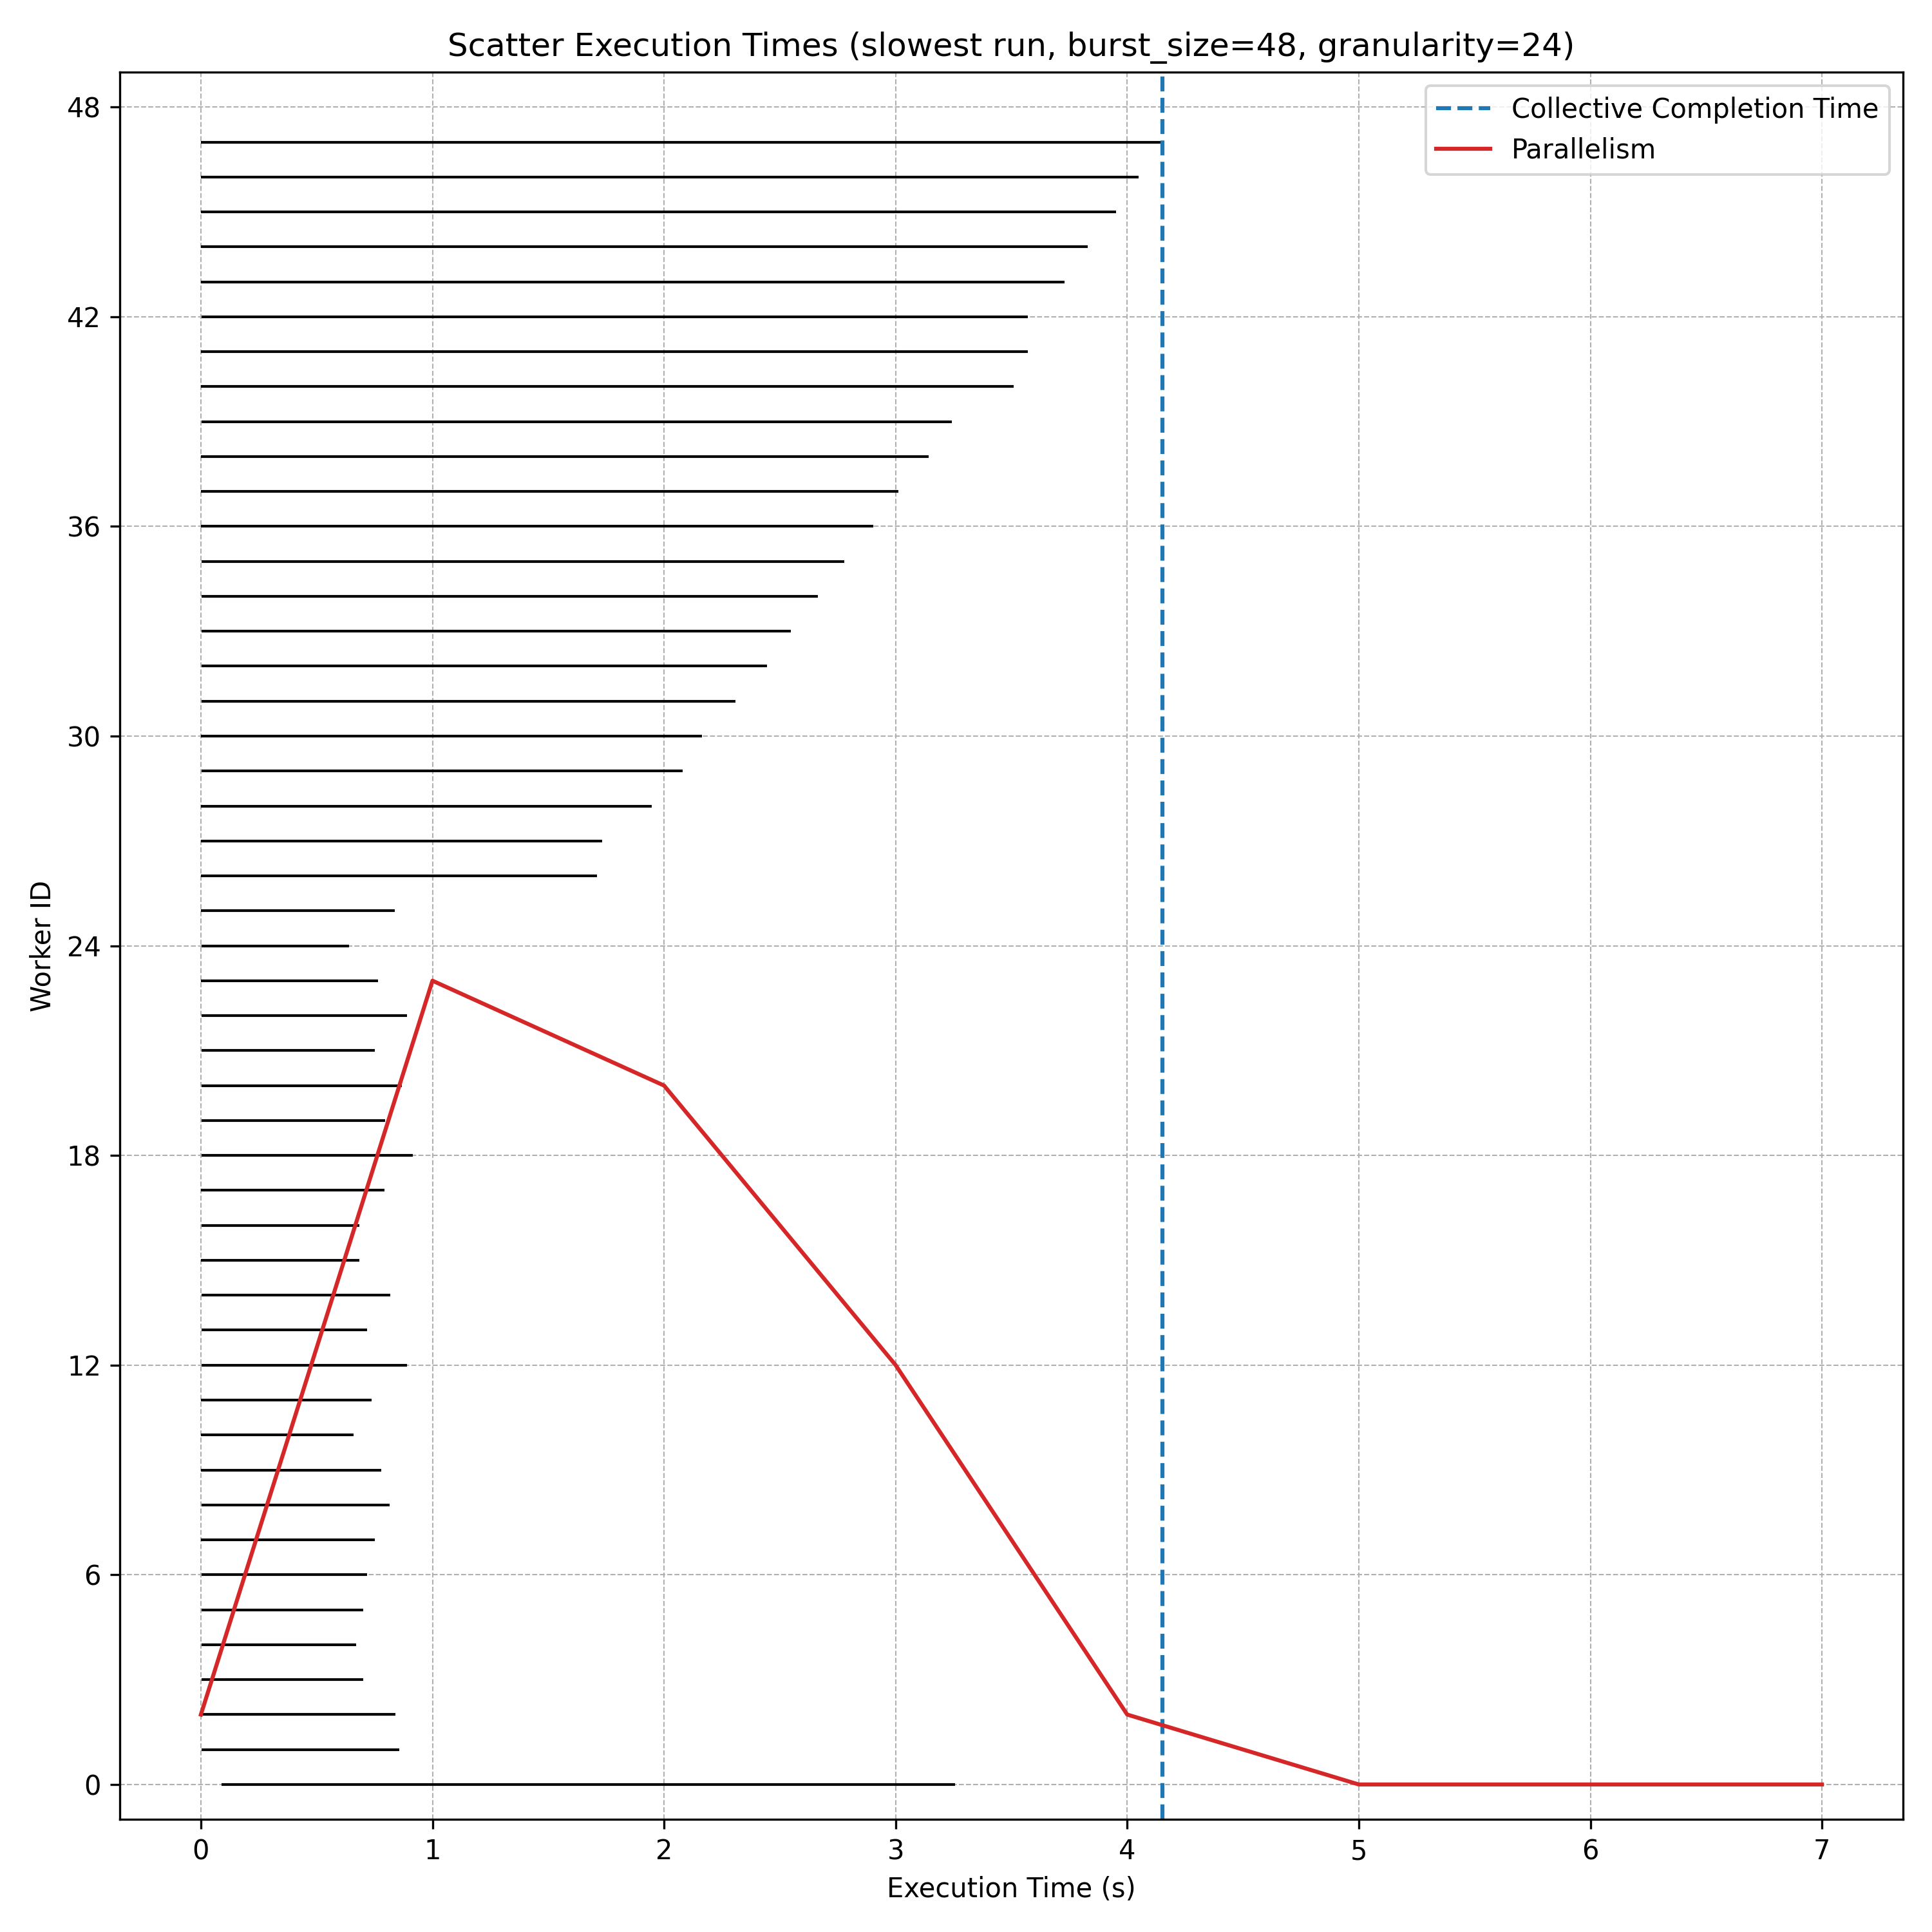 Scatter Execution Times (slowest run, burst_size=48, granularity=24)
Collective Completion Time
Parallelism
48
42
36
30
24
18
12
6
0
Worker ID
0 1 2 3 4 5 6 7
Execution Time (s)